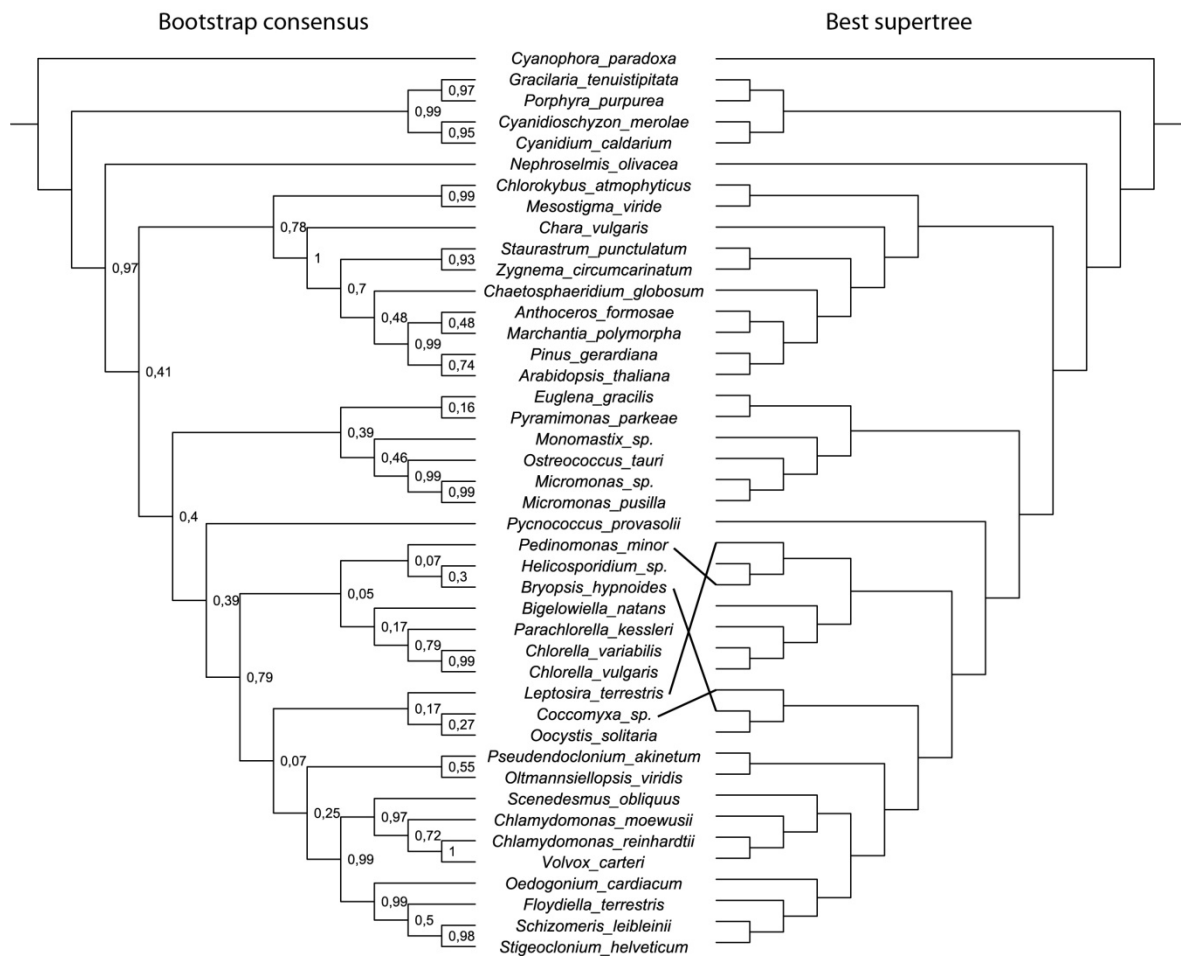 Bootstrap consensus Best supertree
Cyanophora_paradoxa
Gracilaria_tenuistipitata
0,97
Porphyra_purpurea
0,99
Cyanidioschyzon_merolae
0,95
Cyanidium_caldarium
Nephroselmis_olivacea
Chlorokybus_atmophyticus
0,99
Mesostigma_viride
0,78
Chara_vulgaris
Staurastrum_punctulatum
1
0,93
0,97
Zygnema_circumcarinatum
0,7
Chaetosphaeridium_globosum
Anthoceros_formosae
0,48
0,48
Marchantia_polymorpha
0,99
Pinus_gerardiana
0,74
0,41
Arabidopsis_thaliana
Euglena_gracilis
0,16
Pyramimonas_parkeae
0,39
Monomastix_sp.
0,46
Ostreococcus_tauri
0,99
Micromonas_sp.
0,99
Micromonas_pusilla
0,4
Pycnococcus_provasolii
Pedinomonas_minor
0,07
Helicosporidium_sp.
0,3
Bryopsis_hypnoides
0,05
0,39
Bigelowiella_natans
0,17
Parachlorella_kessleri
0,79
Chlorella_variabilis
0,99
Chlorella_vulgaris
0,79
Leptosira_terrestris
0,17
Coccomyxa_sp.
0,27
Oocystis_solitaria
Pseudendoclonium_akinetum
0,07
0,55
Oltmannsiellopsis_viridis
Scenedesmus_obliquus
0,25
0,97
Chlamydomonas_moewusii
0,72
Chlamydomonas_reinhardtii
1
Volvox_carteri
0,99
Oedogonium_cardiacum
0,99
Floydiella_terrestris
0,5
Schizomeris_leibleinii
0,98
Stigeoclonium_helveticum